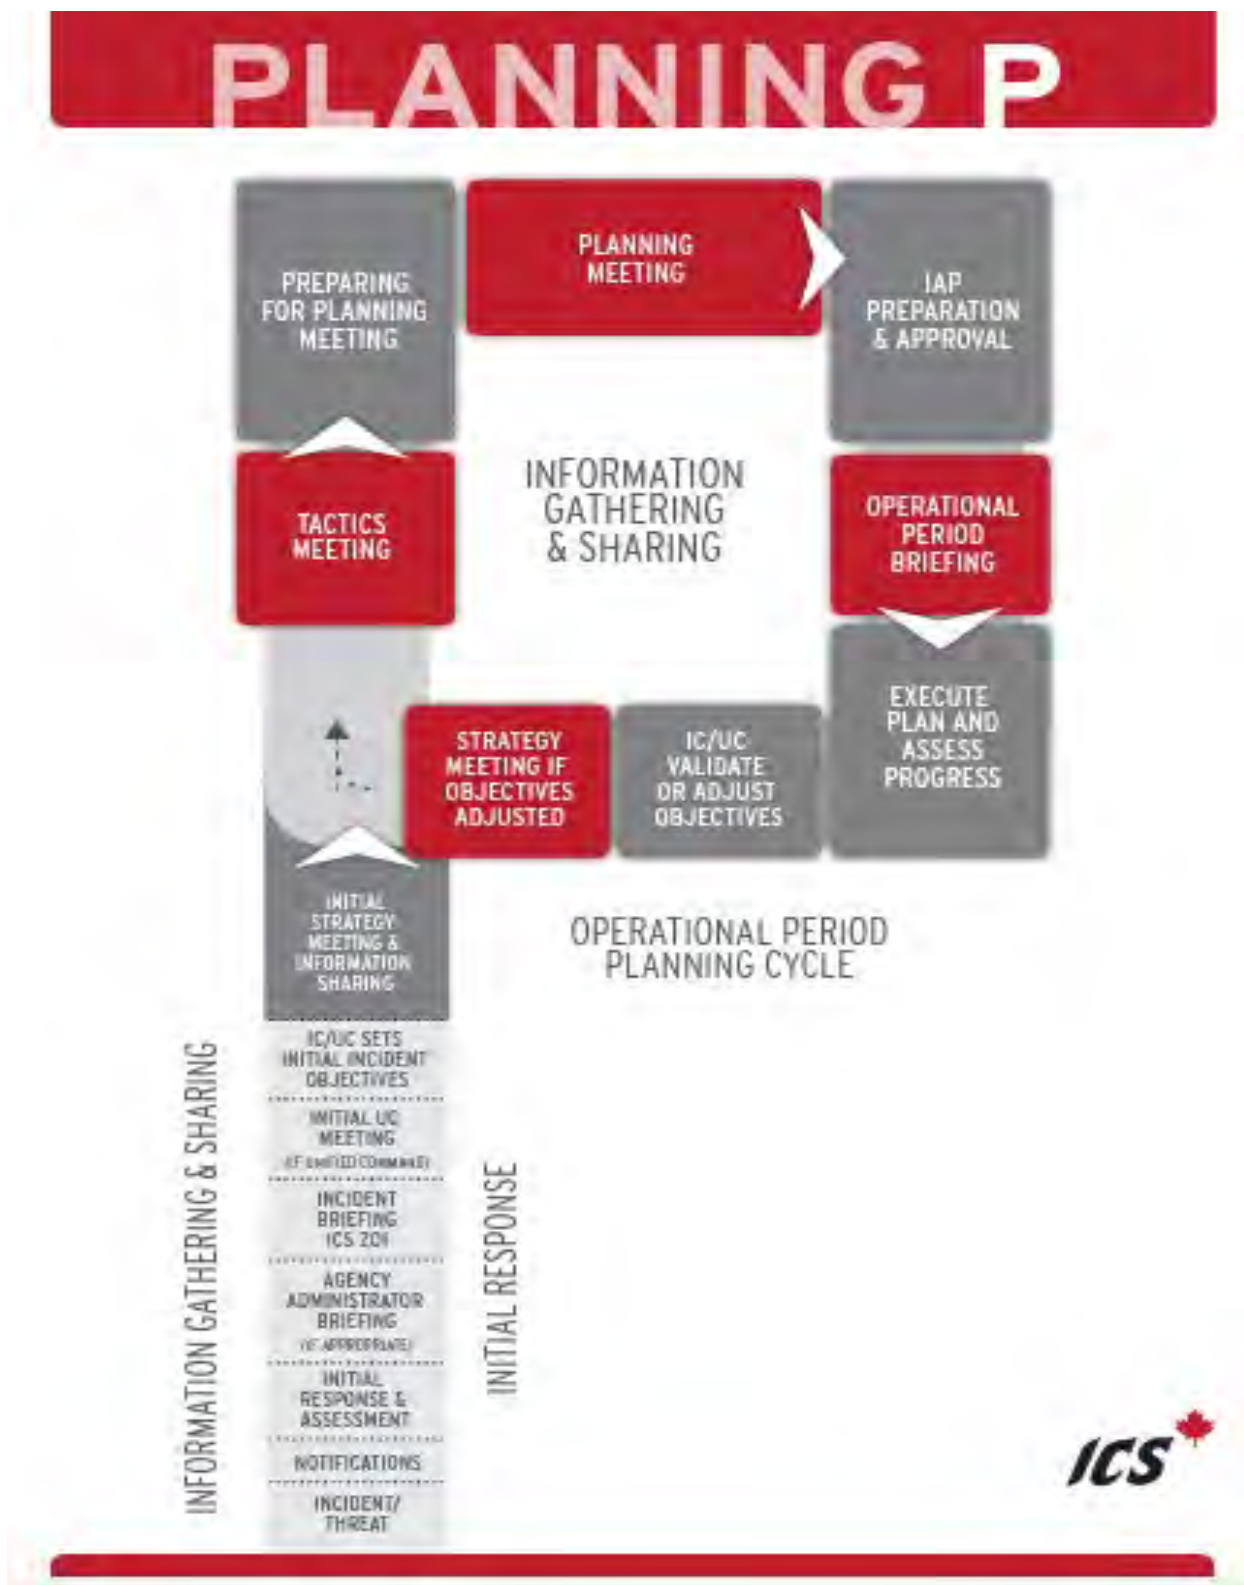 PLANNING P
PREPARING
FOR PLANNING
MEETING
PLANNING
MEETING
IAP
PREPARATION
& APPROVAL
TACTICS
MEETING
INFORMATION
GATHERING
& SHARING
OPERATIONAL
PERIOD
BRIEFING
EXECUTE
PLAN AND
ASSESS
PROGRESS
IC/UC
VALIDATE
OR ADJUST
OBJECTIVES
STRATEGY
MEETING IF
OBJECTIVES
ADJUSTED
OPERATIONAL PERIOD
PLANNING CYCLE
INITIAL
STRATEGY
MEETING &
INFORMATION
SHARING
IC/UC SETS
INITIAL INCIDENT
OBJECTIVES
INITIAL UC
MEETING
(IF UNIFIED COMMAND)
INCIDENT
BRIEFING
ICS 201
AGENCY
ADMINISTRATOR
BRIEFING
(IF APPROPRIATE)
INITIAL
RESPONSE &
ASSESSMENT
NOTIFICATIONS
INCIDENT/
THREAT
INFORMATION GATHERING & SHARING
INITIAL RESPONSE
ICS